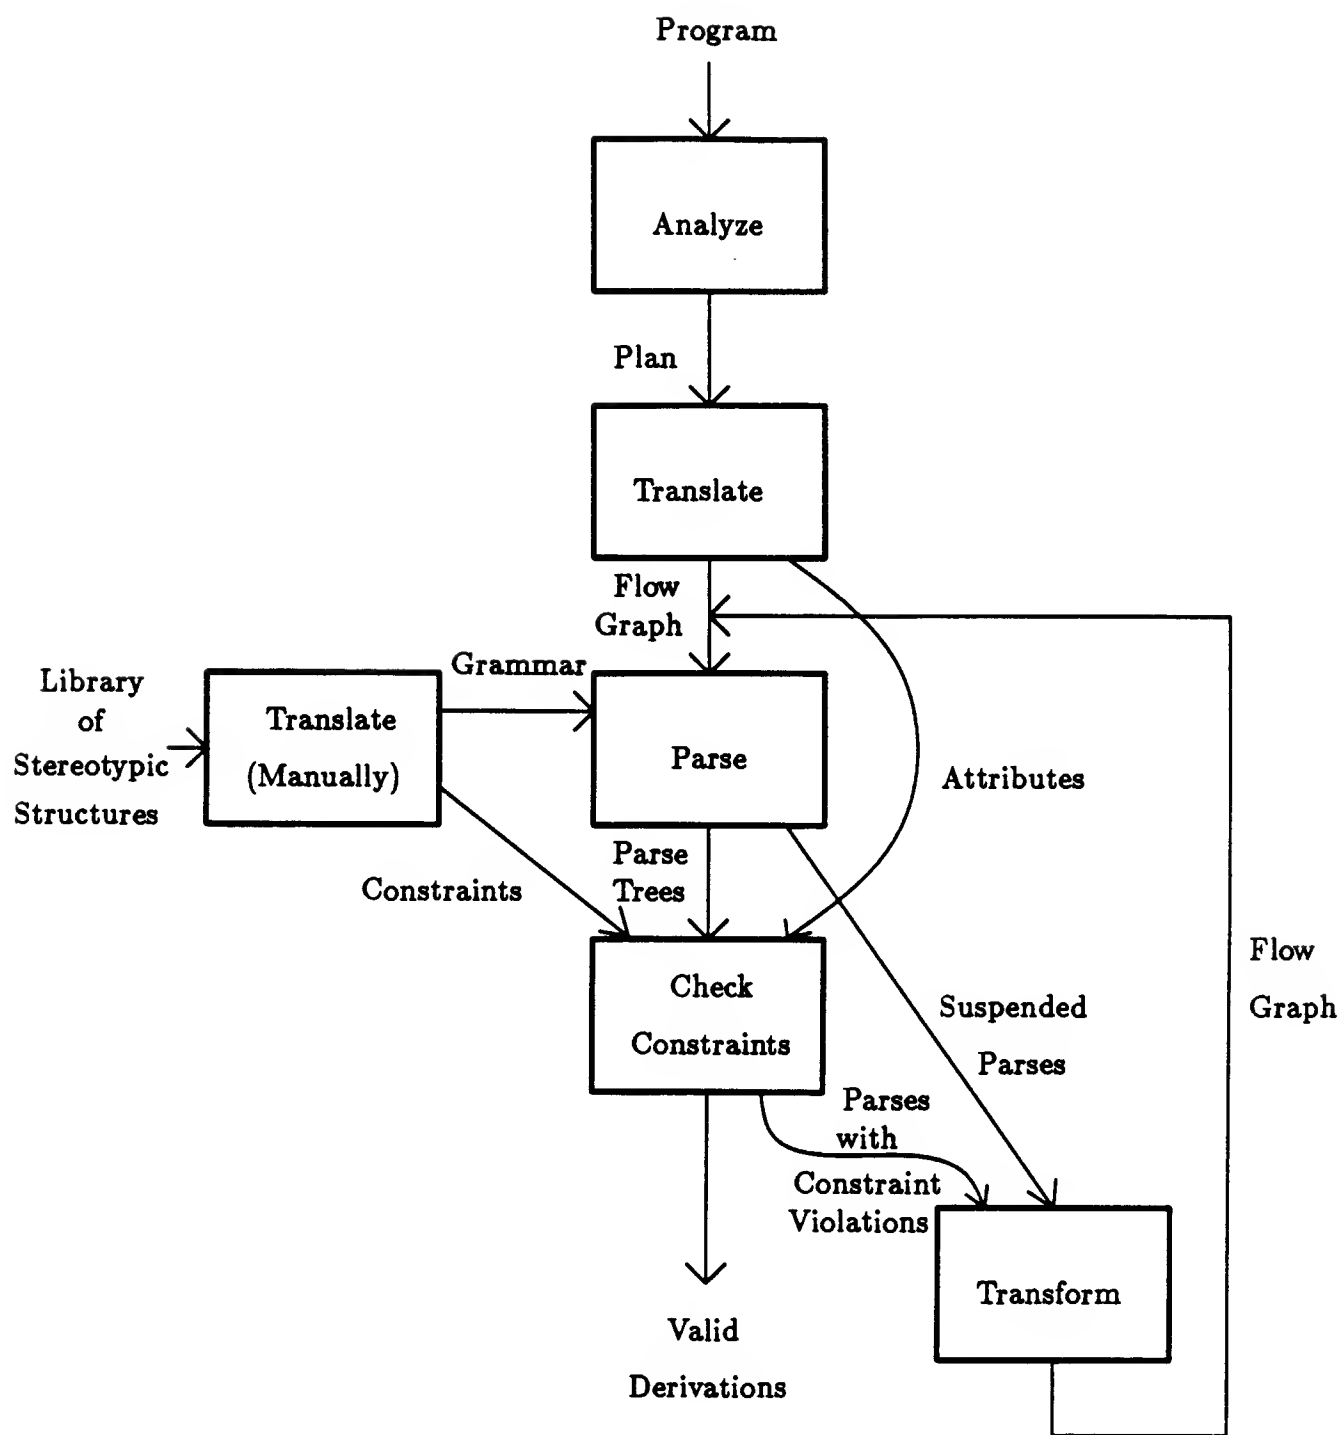 Program
Analyze
Plan
Translate
Flow
Graph
Grammar
Library
of
Stereotypic
Structures
Translate
(Manually)
Parse
Attributes
Parse
Trees
Constraints
Check
Constraints
Suspended
Parses
Flow
Graph
Parses
with
Constraint
Violations
Transform
Valid
Derivations